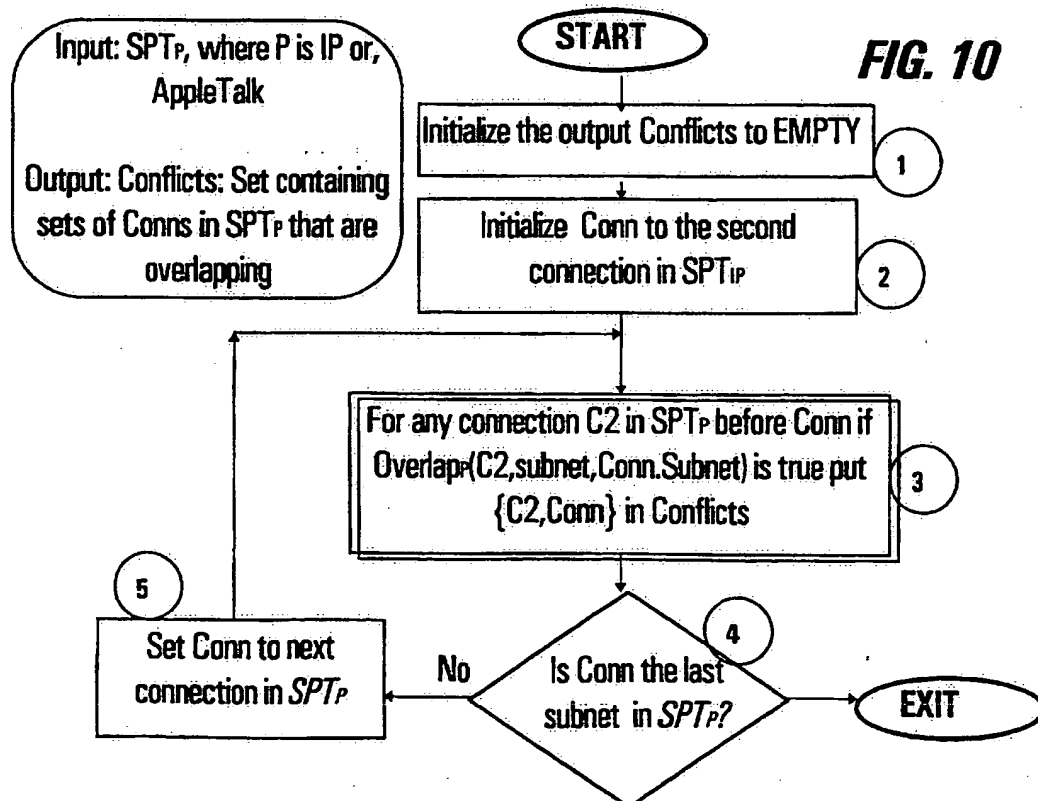 Input: SPTP, where P is IP or,
AppleTalk
Output: Conflicts: Set containing
sets of Conns in SPTP that are
overlapping
START
FIG. 10
Initialize the output Conflicts to EMPTY
1
Initialize Conn to the second
connection in SPTIP
2
For any connection C2 in SPTP before Conn if
OverlapP(C2,subnet,Conn.Subnet) is true put
{C2,Conn} in Conflicts
3
4
Is Conn the last
subnet in SPTP?
No
5
Set Conn to next
connection in SPTP
EXIT